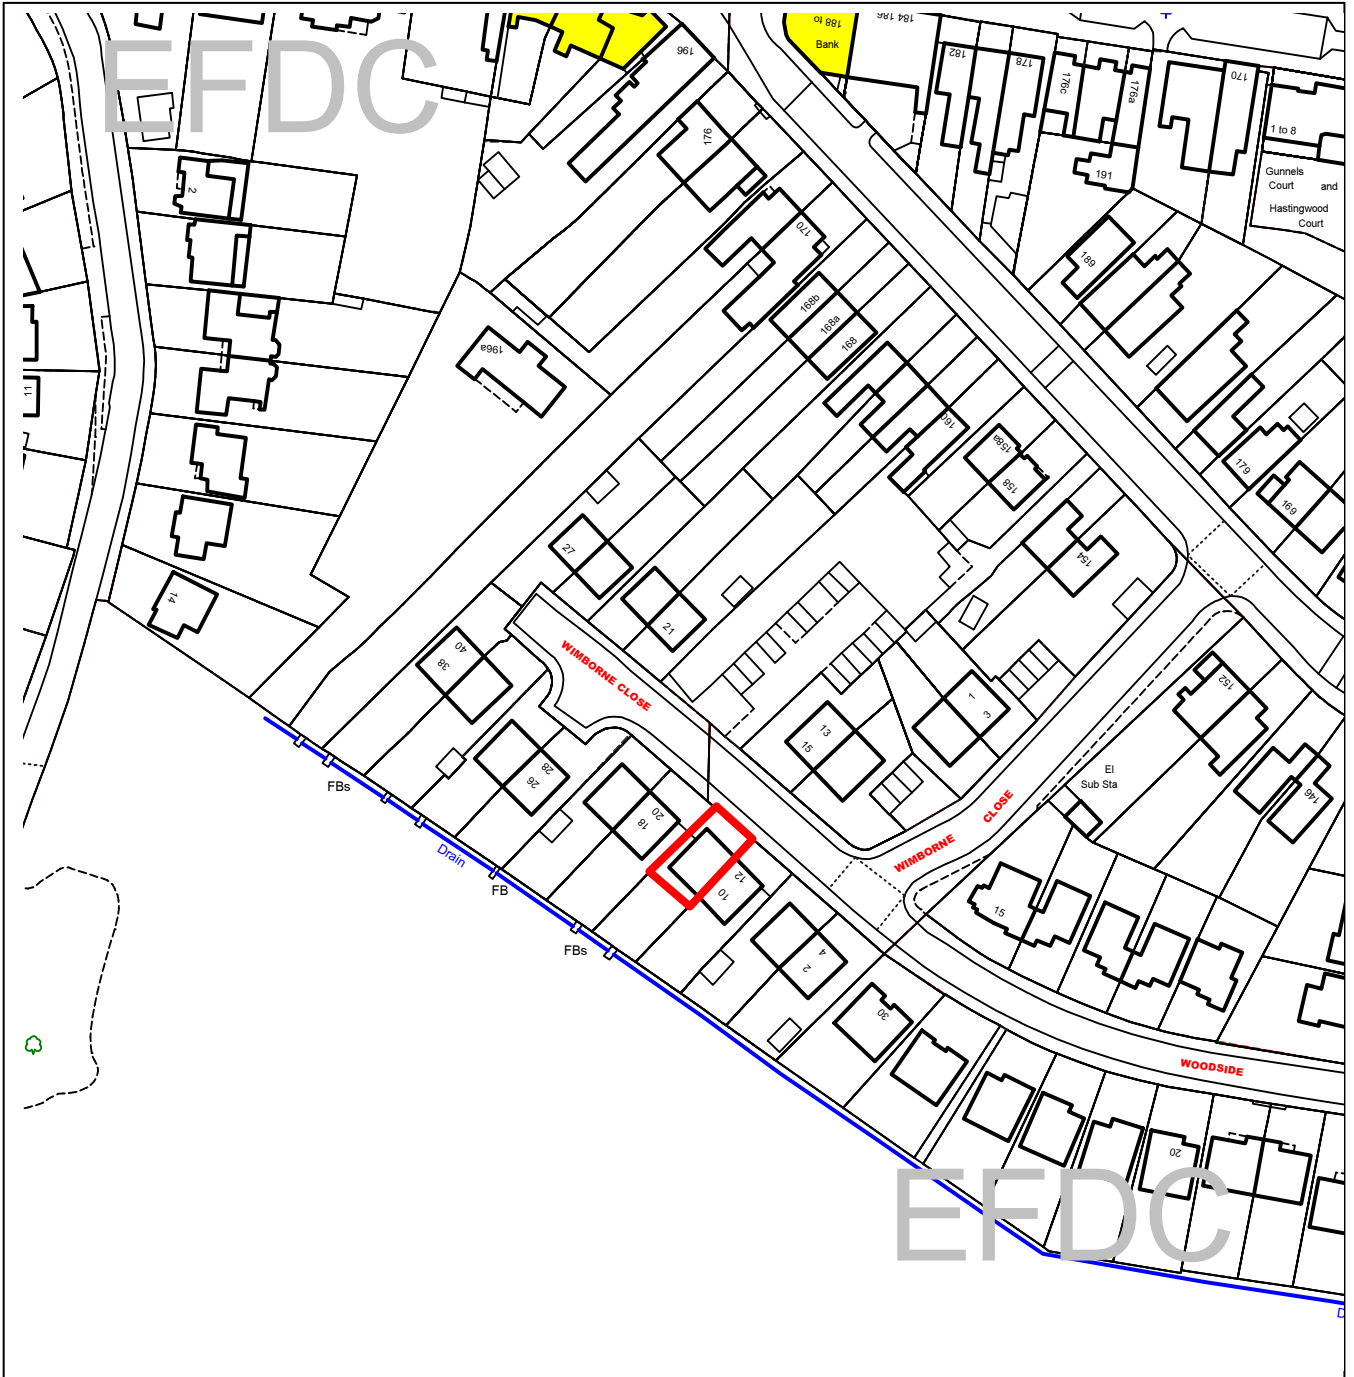 EFDC
196
188 to
Bank
184 186
182
178
176c
176a
170
1 to 8
Gunnels
Court and
Hastingwood
Court
191
176
2
170
189
168b
168a
168
196a
11
160
158a
158
179
169
154
27
21
14
40
38
WIMBORNE CLOSE
1
3
13
15
152
146
El
Sub Sta
28
26
20
18
FBs
Drain
FB
FBs
12
10
WIMBORNE CLOSE
4
2
15
30
WOODSIDE
20
EFDC
D